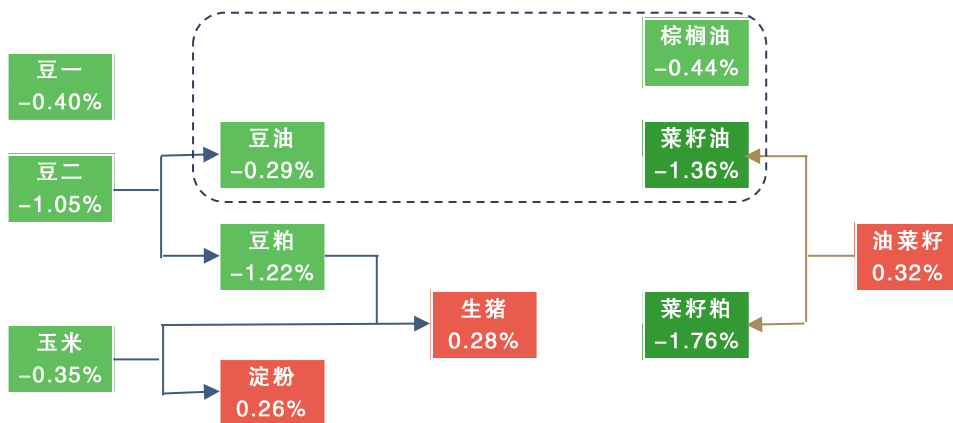 棕榈油
-0.44%
豆一
-0.40%
豆油
-0.29%
菜籽油
-1.36%
豆二
-1.05%
豆粕
-1.22%
油菜籽
0.32%
生猪
0.28%
菜籽粕
-1.76%
玉米
-0.35%
淀粉
0.26%